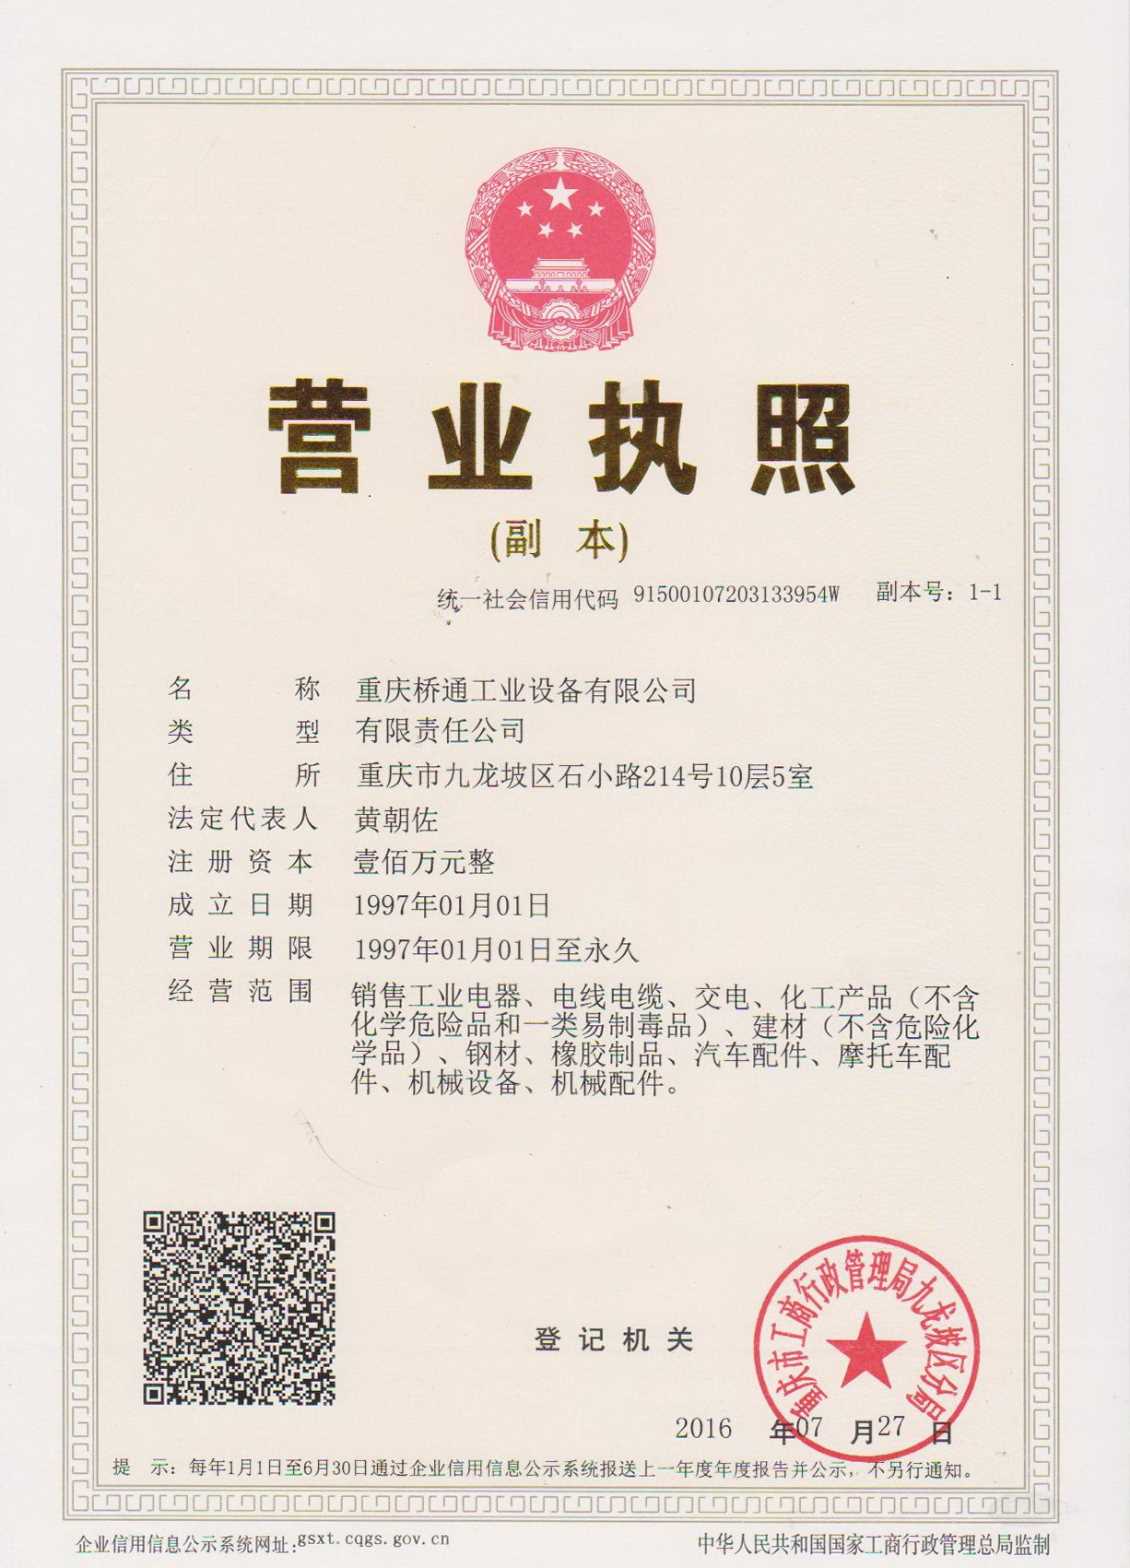 营业执照
(副 本)
统一社会信用代码 91500107203133954W 副本号：1-1
名称 重庆桥通工业设备有限公司
类型 有限责任公司
住所 重庆市九龙坡区石小路214号10层5室
法定代表人 黄朝佐
注册资本 壹佰万元整
成立日期 1997年01月01日
营业期限 1997年01月01日至永久
经营范围 销售工业电器、电线电缆、交电、化工产品（不含
化学危险品和一类易制毒品）、建材（不含危险化
学品）、钢材、橡胶制品、汽车配件、摩托车配
件、机械设备、机械配件。
重庆市工商行政管理局九龙坡区分局
登记机关
2016 年07 月27 日
提 示：每年1月1日至6月30日通过企业信用信息公示系统报送上一年度年度报告并公示，不另行通知。
企业信用信息公示系统网址:gsxt.cqgs.gov.cn 中华人民共和国国家工商行政管理总局监制